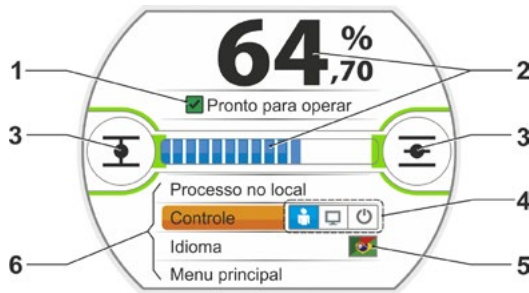 64,70 %
1
2
Pronto para operar
3
3
Processo no local
4
Controle
Idioma
5
6
Menu principal